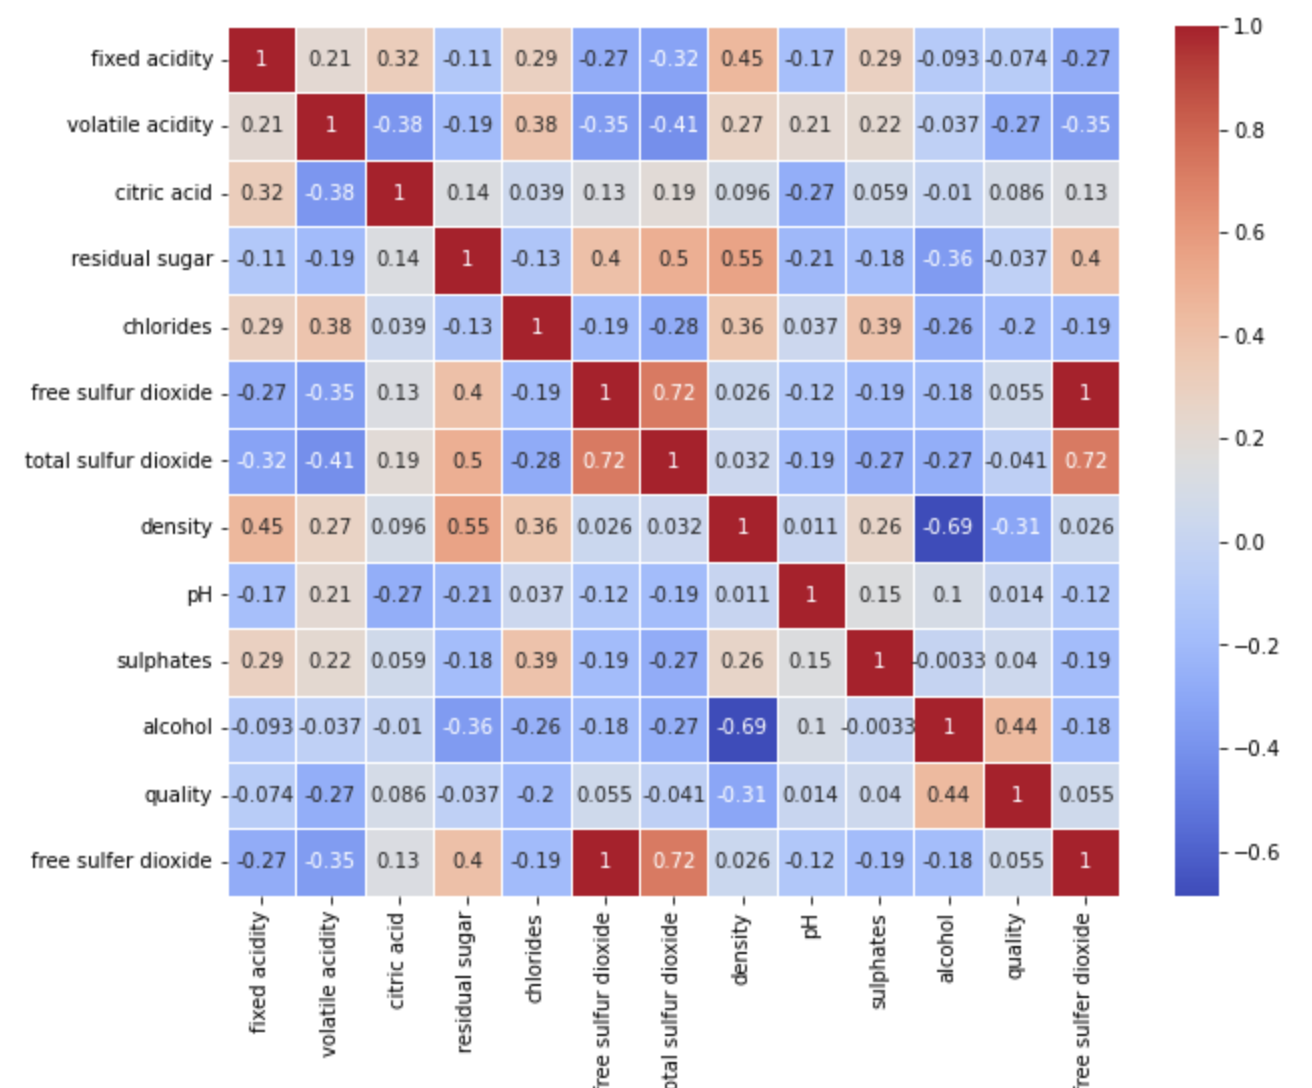 fixed acidity 1 0.21 0.32 -0.11 0.29 -0.27 -0.32 0.45 -0.17 0.29 -0.093 -0.074 -0.27
volatile acidity 0.21 1 -0.38 -0.19 0.38 -0.35 -0.41 0.27 0.21 0.22 -0.037 -0.27 -0.35
citric acid 0.32 -0.38 1 0.14 0.039 0.13 0.19 0.096 -0.27 0.059 -0.01 0.086 0.13
residual sugar -0.11 -0.19 0.14 1 -0.13 0.4 0.5 0.55 -0.21 -0.18 -0.36 -0.037 0.4
chlorides 0.29 0.38 0.039 -0.13 1 -0.19 -0.28 0.36 0.037 0.39 -0.26 -0.2 -0.19
free sulfur dioxide -0.27 -0.35 0.13 0.4 -0.19 1 0.72 0.026 -0.12 -0.19 -0.18 0.055 1
total sulfur dioxide -0.32 -0.41 0.19 0.5 -0.28 0.72 1 0.032 -0.19 -0.27 -0.27 -0.041 0.72
density 0.45 0.27 0.096 0.55 0.36 0.026 0.032 1 0.011 0.26 -0.69 -0.31 0.026
pH -0.17 0.21 -0.27 -0.21 0.037 -0.12 -0.19 0.011 1 0.15 0.1 0.014 -0.12
sulphates 0.29 0.22 0.059 -0.18 0.39 -0.19 -0.27 0.26 0.15 1 -0.0033 0.04 -0.19
alcohol -0.093 -0.037 -0.01 -0.36 -0.26 -0.18 -0.27 -0.69 0.1 -0.0033 1 0.44 -0.18
quality -0.074 -0.27 0.086 -0.037 -0.2 0.055 -0.041 -0.31 0.014 0.04 0.44 1 0.055
free sulfer dioxide -0.27 -0.35 0.13 0.4 -0.19 1 0.72 0.026 -0.12 -0.19 -0.18 0.055 1
fixed acidity
volatile acidity
citric acid
residual sugar
chlorides
free sulfur dioxide
otal sulfur dioxide
density
pH
sulphates
alcohol
quality
free sulfer dioxide
1.0
0.8
0.6
0.4
0.2
0.0
−0.2
−0.4
−0.6